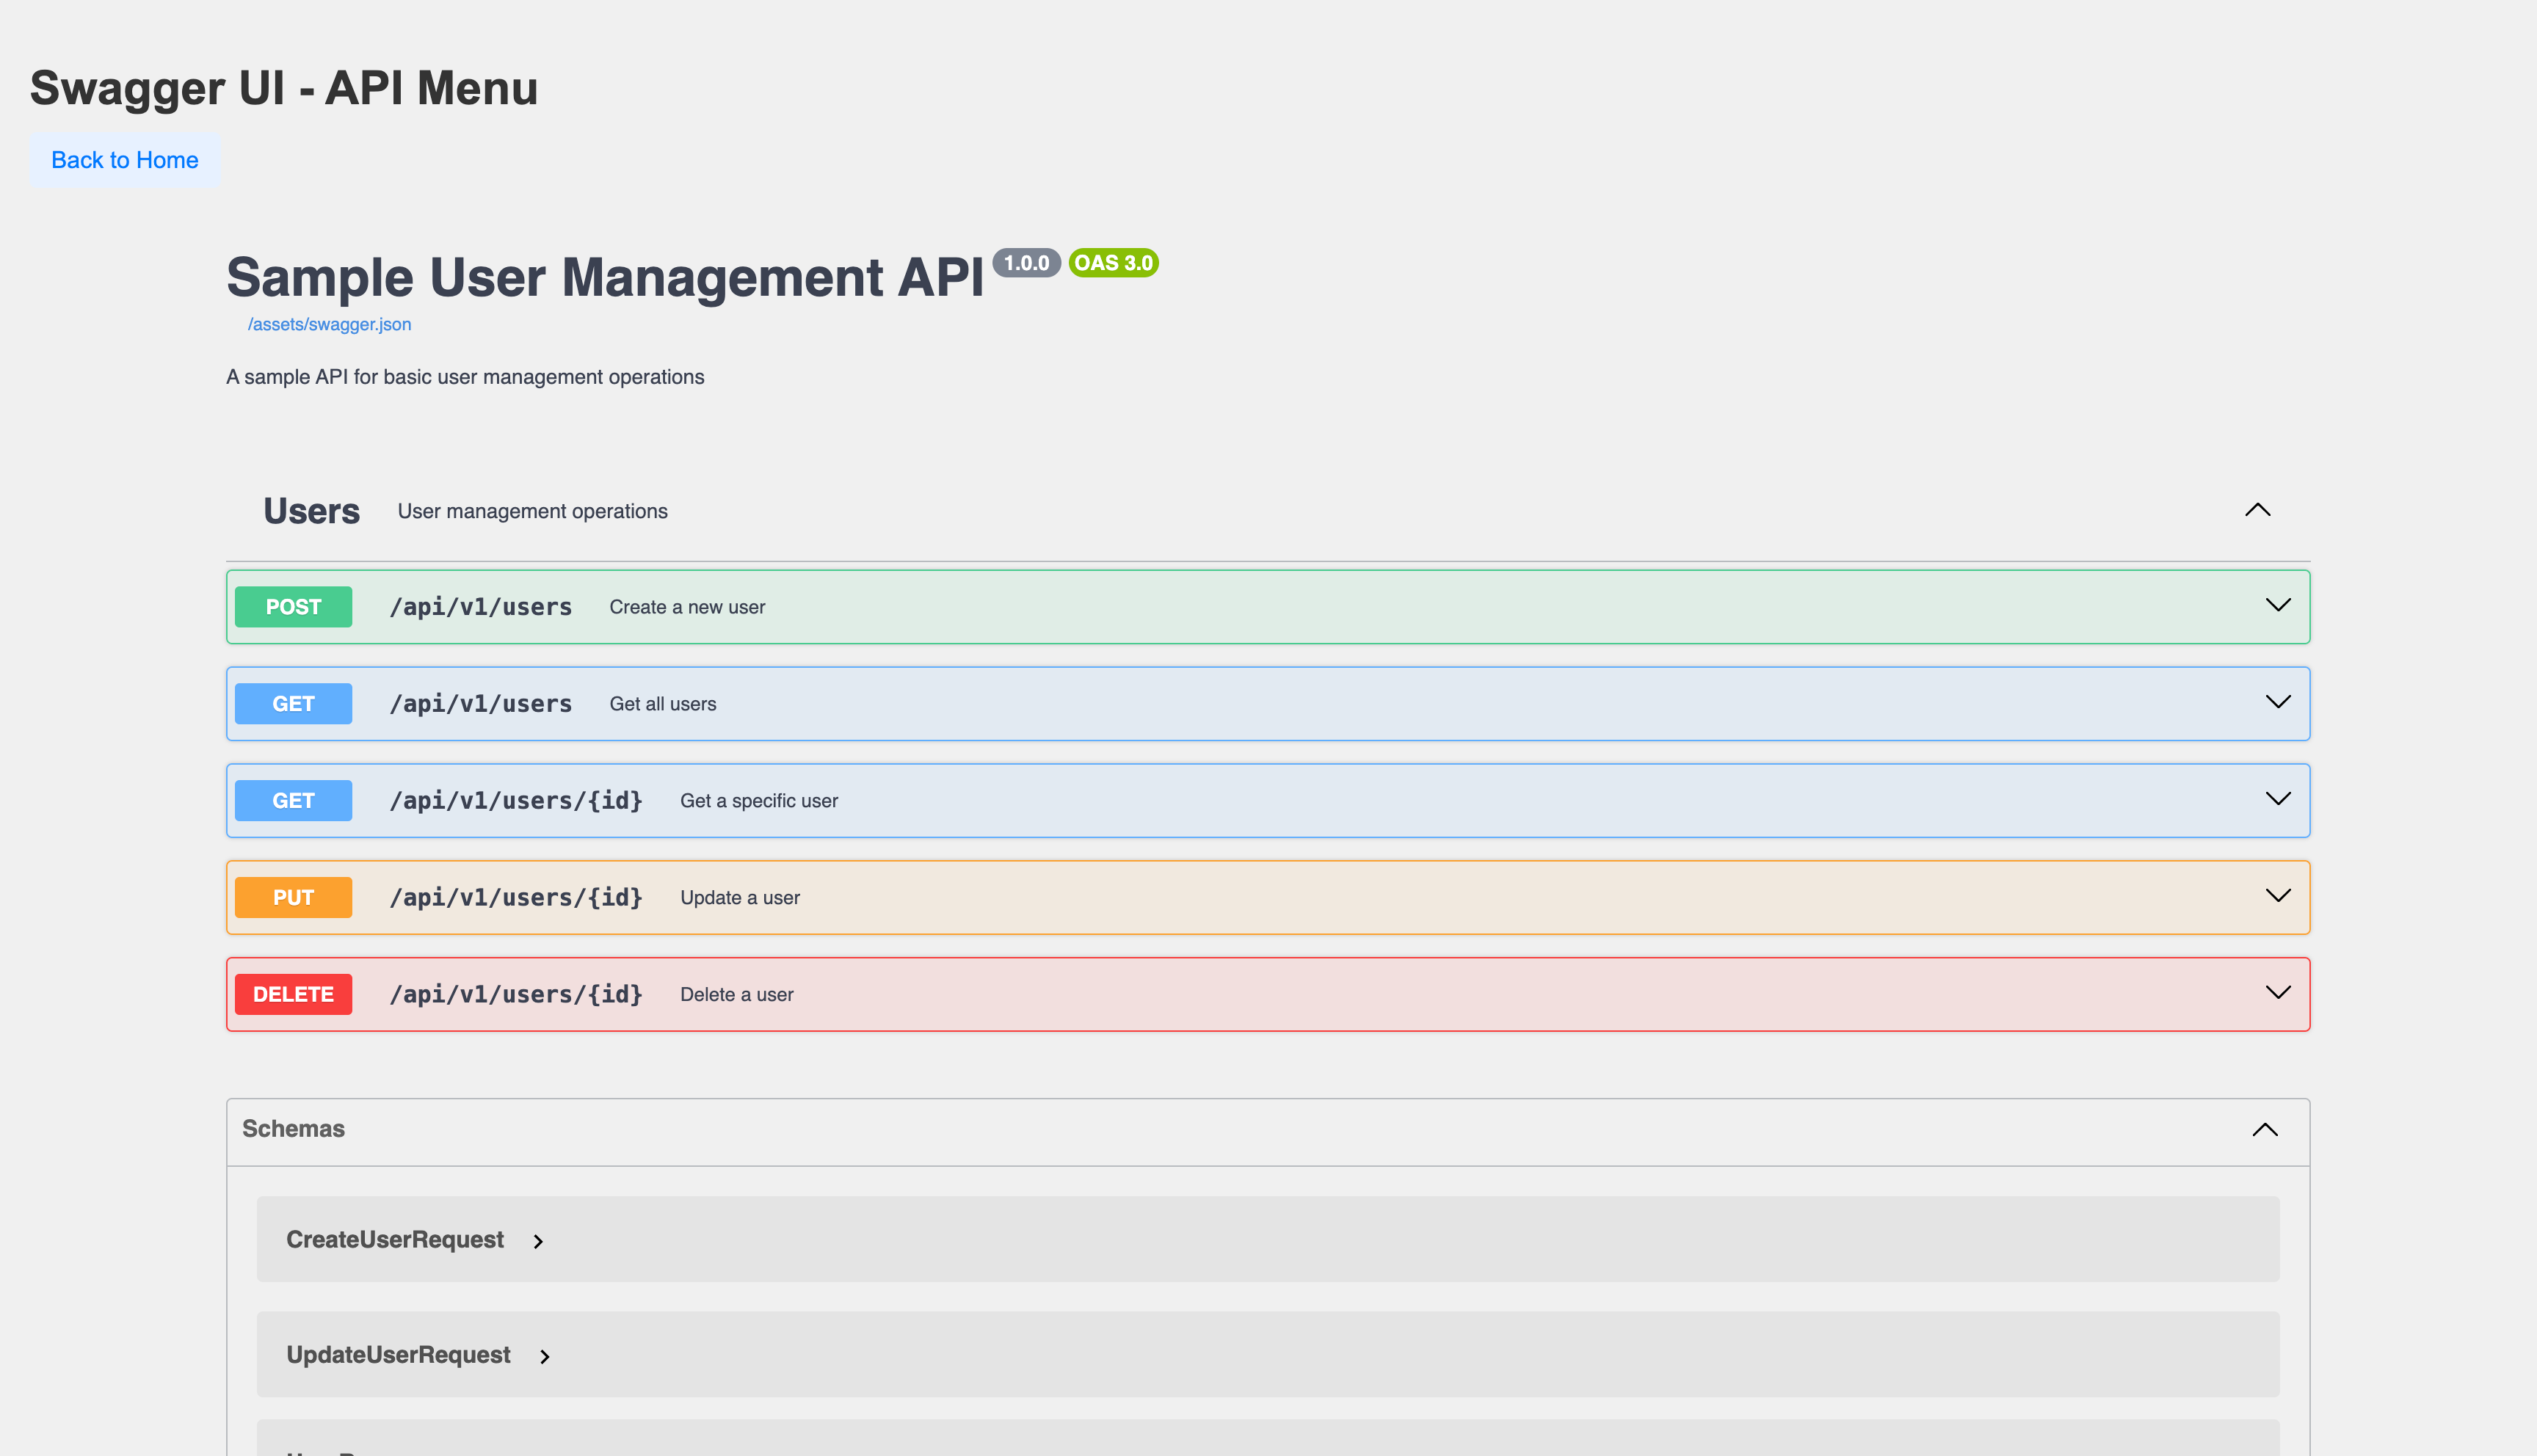 Swagger UI - API Menu
Back to Home
Sample User Management API 1.0.0 OAS 3.0
/assets/swagger.json
A sample API for basic user management operations
Users User management operations
POST /api/v1/users Create a new user
GET /api/v1/users Get all users
GET /api/v1/users/{id} Get a specific user
PUT /api/v1/users/{id} Update a user
DELETE /api/v1/users/{id} Delete a user
Schemas
CreateUserRequest
UpdateUserRequest